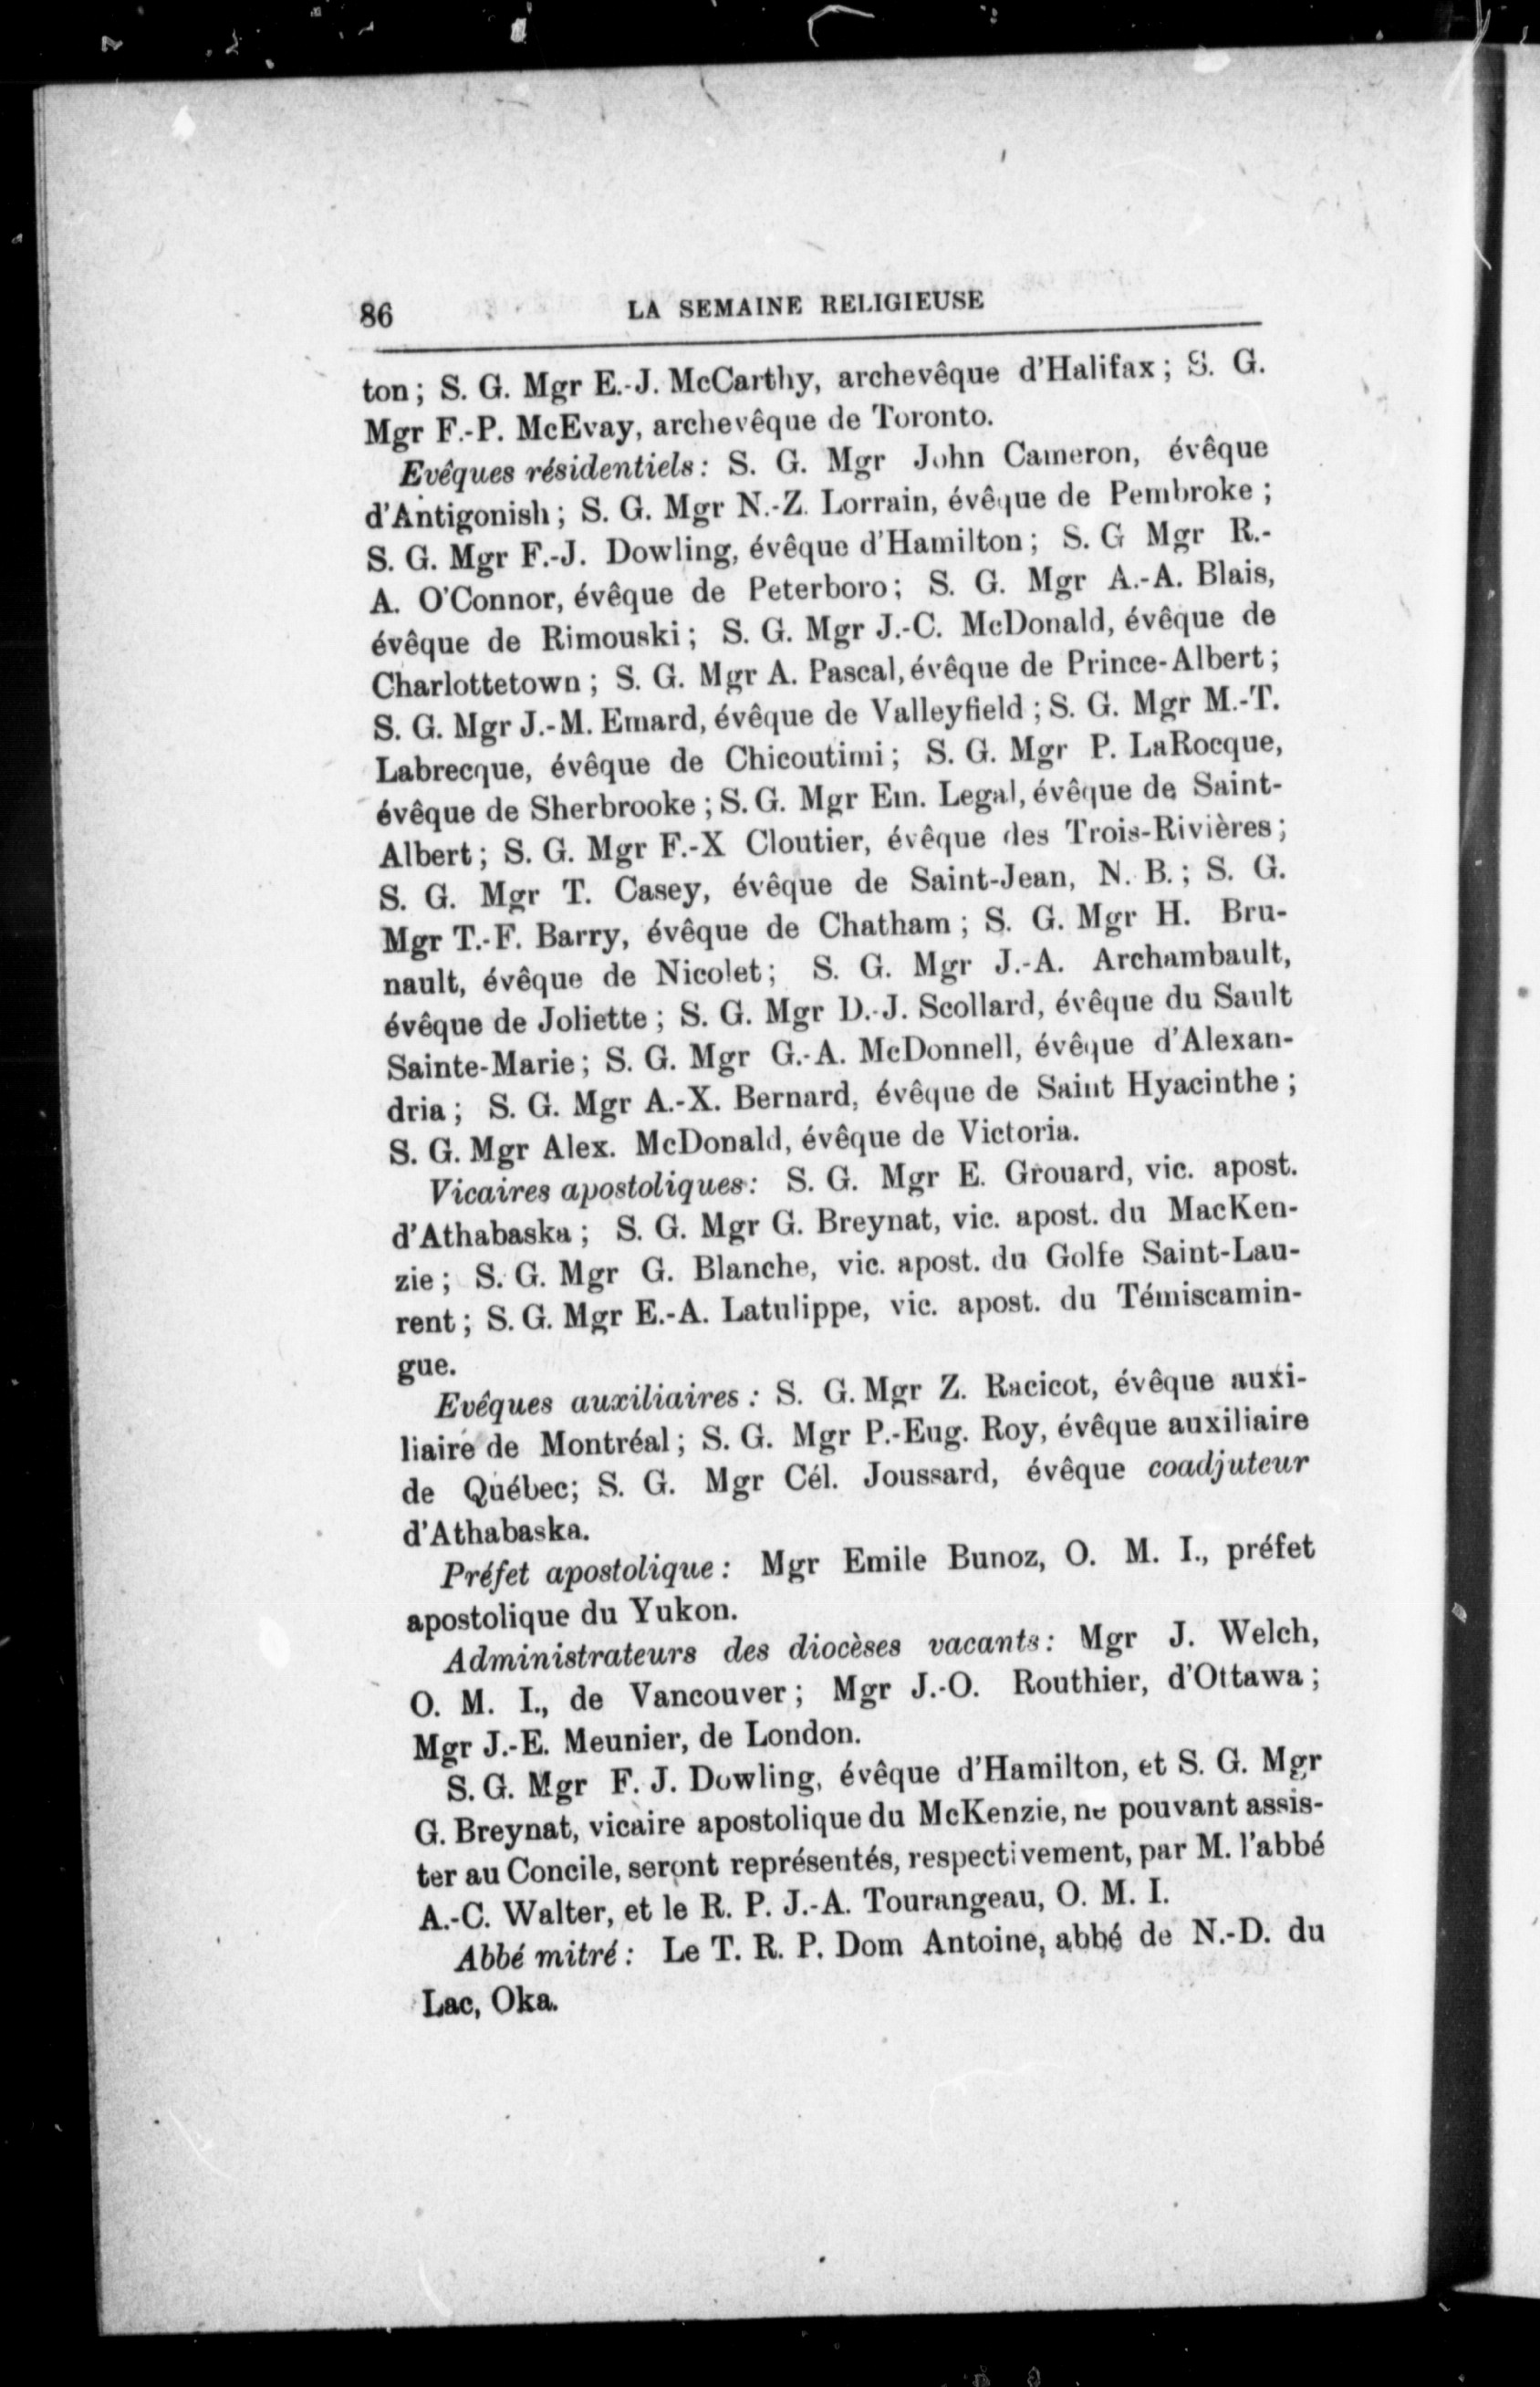 86 LA SEMAINE RELIGIEUSE
ton ; S. G. Mgr E.-J. McCarthy, archevêque d'Halifax ; S. G.
Mgr F.-P. McEvay, archevêque de Toronto.
Evêques résidentiels : S. G. Mgr John Cameron, évêque
d'Antigonish ; S. G. Mgr N.-Z. Lorrain, évêque de Pembroke ;
S. G. Mgr F.-J. Dowling, évêque d'Hamilton ; S. G Mgr R.-
A. O'Connor, évêque de Peterboro ; S. G. Mgr A.-A. Blais,
évêque de Rimouski ; S. G. Mgr J.-C. McDonald, évêque de
Charlottetown ; S. G. Mgr A. Pascal, évêque de Prince-Albert ;
S. G. Mgr J.-M. Emard, évêque de Valleyfield ; S. G. Mgr M.-T.
Labrecque, évêque de Chicoutimi ; S. G. Mgr P. LaRocque,
évêque de Sherbrooke ; S. G. Mgr Em. Legal, évêque de Saint-
Albert ; S. G. Mgr F.-X Cloutier, évêque des Trois-Rivières ;
S. G. Mgr T. Casey, évêque de Saint-Jean, N. B. ; S. G.
Mgr T.-F. Barry, évêque de Chatham ; S. G. Mgr H. Bru-
nault, évêque de Nicolet ; S. G. Mgr J.-A. Archambault,
évêque de Joliette ; S. G. Mgr D.-J. Scollard, évêque du Sault
Sainte-Marie ; S. G. Mgr G.-A. McDonnell, évêque d'Alexan-
dria ; S. G. Mgr A.-X. Bernard, évêque de Saint Hyacinthe ;
S. G. Mgr Alex. McDonald, évêque de Victoria.
Vicaires apostoliques : S. G. Mgr E. Grouard, vic. apost.
d'Athabaska ; S. G. Mgr G. Breynat, vic. apost. du MacKen-
zie ; S. G. Mgr G. Blanche, vic. apost. du Golfe Saint-Lau-
rent ; S. G. Mgr E.-A. Latulippe, vic. apost. du Témiscamin-
gue.
Evêques auxiliaires : S. G. Mgr Z. Racicot, évêque auxi-
liaire de Montréal ; S. G. Mgr P.-Eug. Roy, évêque auxiliaire
de Québec; S. G. Mgr Cél. Joussard, évêque coadjuteur
d'Athabaska.
Préfet apostolique : Mgr Emile Bunoz, O. M. I., préfet
apostolique du Yukon.
Administrateurs des diocèses vacants : Mgr J. Welch,
O. M. I., de Vancouver ; Mgr J.-O. Routhier, d'Ottawa ;
Mgr J.-E. Meunier, de London.
S. G. Mgr F. J. Dowling, évêque d'Hamilton, et S. G. Mgr
G. Breynat, vicaire apostolique du McKenzie, ne pouvant assis-
ter au Concile, seront représentés, respectivement, par M. l'abbé
A.-C. Walter, et le R. P. J.-A. Tourangeau, O. M. I.
Abbé mitré : Le T. R. P. Dom Antoine, abbé de N.-D. du
Lac, Oka.